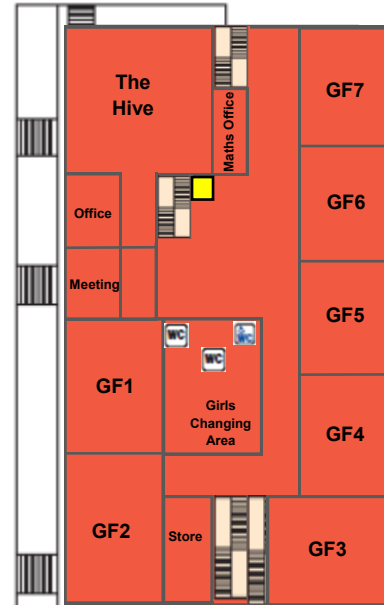 The
Hive
GF7
Maths Office
GF6
Office
Meeting
GF5
WC
WC
WC
GF1
Girls
Changing
Area
GF4
GF2
Store
GF3